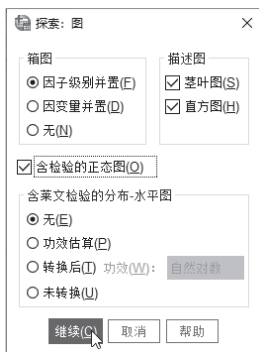 探索：图
箱图
因子级别并置(F)
因变量并置(D)
无(N)
描述图
茎叶图(S)
直方图(H)
含检验的正态图(O)
含莱文检验的分布-水平图
无(E)
功效估算(P)
转换后(T) 功效(W)： 自然对数
未转换(U)
继续(C) 取消 帮助